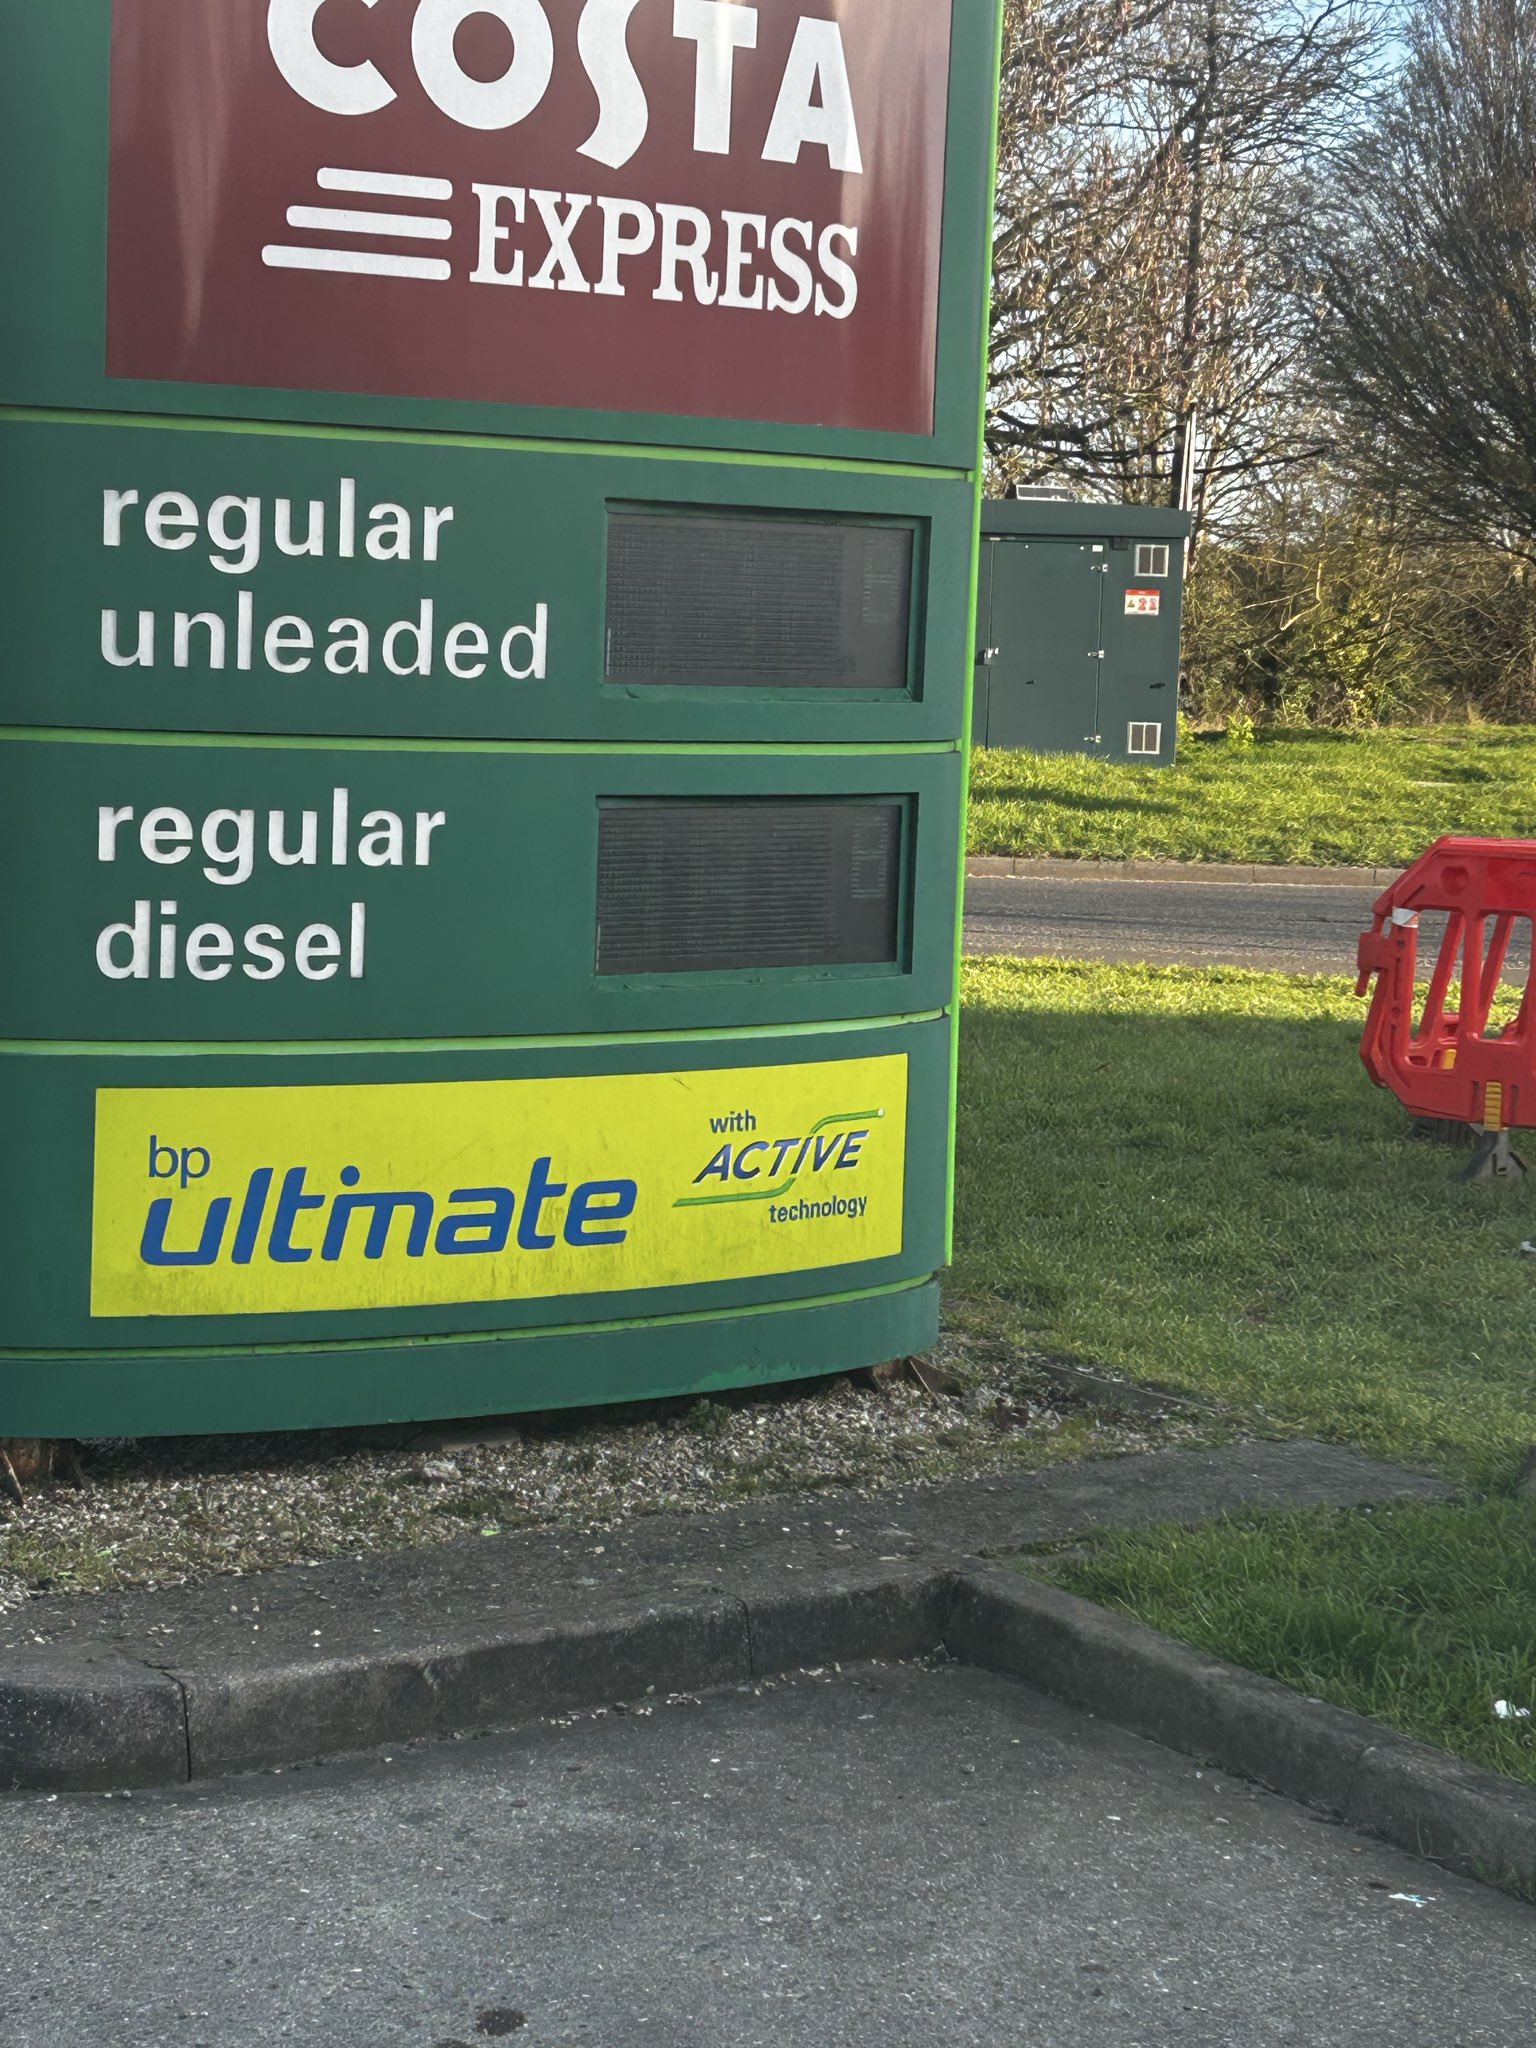 COSTA
EXPRESS
regular
unleaded
regular
diesel
bp
ultimate
with
ACTIVE
technology